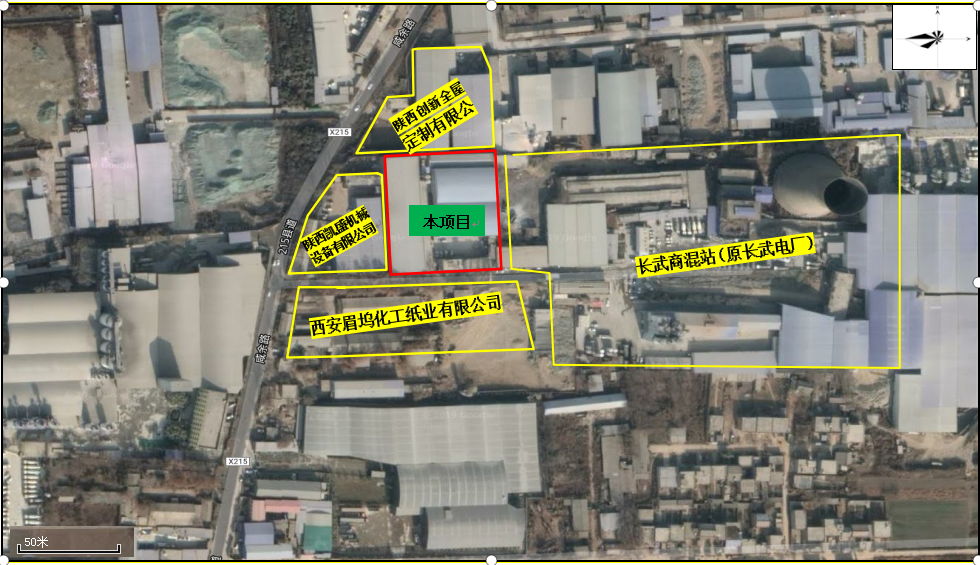 咸余路
陕西创新全屋
定制有限公
X215
本项目
215县道
陕西凯盛机械
设备有限公司
长武商混站（原长武电厂）
西安眉坞化工纸业有限公司
咸余路
X215
50米